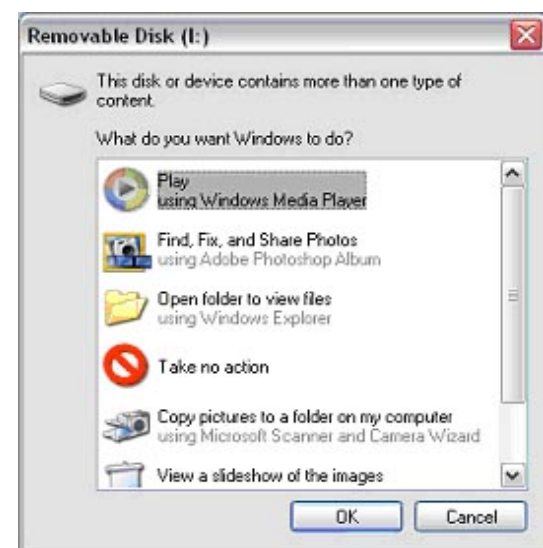 Removable Disk (I:)
This disk or device contains more than one type of
content.
What do you want Windows to do?
Play
using Windows Media Player
Find, Fix, and Share Photos
using Adobe Photoshop Album
Open folder to view files
using Windows Explorer
Take no action
Copy pictures to a folder on my computer
using Microsoft Scanner and Camera Wizard
View a slideshow of the images
OK Cancel